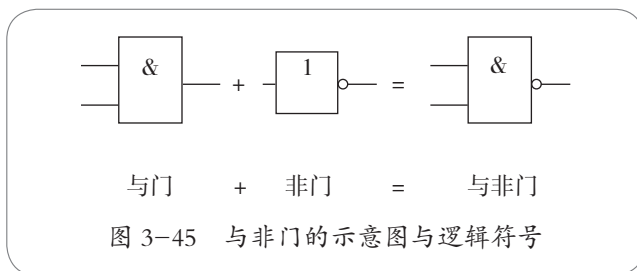 & + 1 = &
与门 + 非门 = 与非门
图 3-45 与非门的示意图与逻辑符号